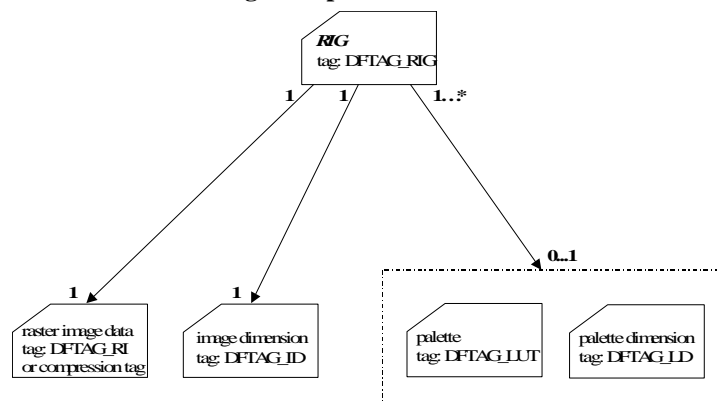 RIG
tag: DFTAG_RIG
1
1
1…*
0...1
1
1
raster image data
tag: DFTAG_RI
or compression tag
image dimension
tag: DFTAG_ID
palette
tag: DFTAG_LUT
palette dimension
tag: DFTAG_LD